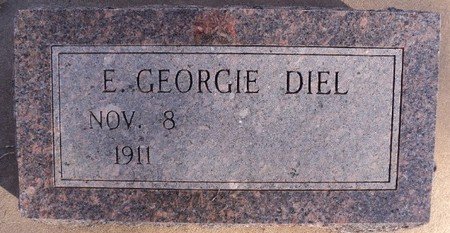 E. GEORGIE DIEL
NOV. 8
1911